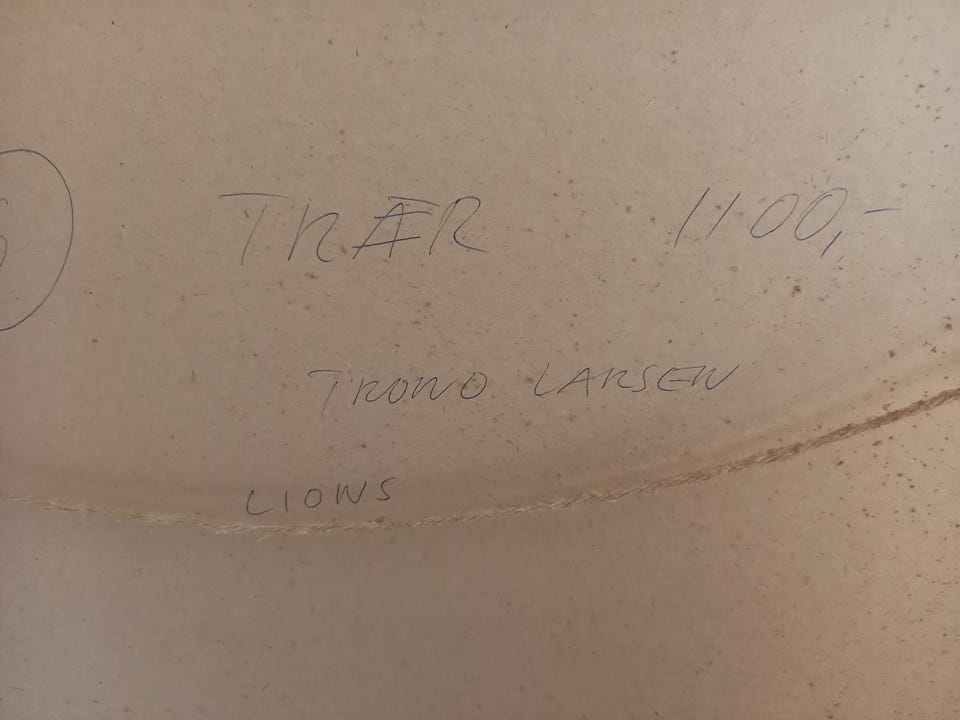 TRÆR 1100,-
TROND LARSEN
LIONS